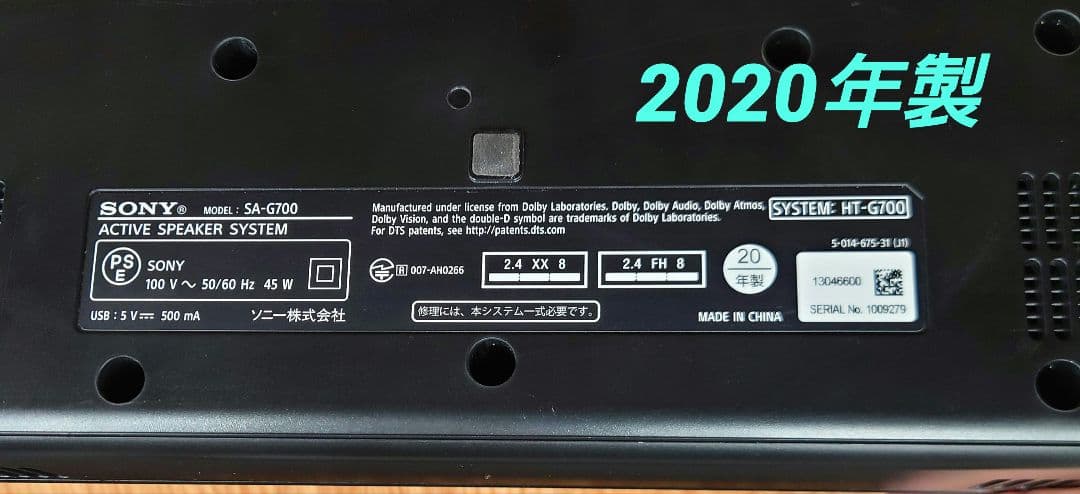 2020年製
SONY® MODEL : SA-G700
ACTIVE SPEAKER SYSTEM
PS
E
SONY
100 V ～ 50/60 Hz 45 W
USB : 5 V⎓ 500 mA
ソニー株式会社
Manufactured under license from Dolby Laboratories. Dolby, Dolby Audio, Dolby Atmos,
Dolby Vision, and the double-D symbol are trademarks of Dolby Laboratories.
For DTS patents, see http://patents.dts.com
SYSTEM: HT-G700
R 007-AH0266
2.4 XX 8
2.4 FH 8
修理には、本システム一式必要です。
20
年製
MADE IN CHINA
5-014-675-31 (J1)
13046600
SERIAL No. 1009279